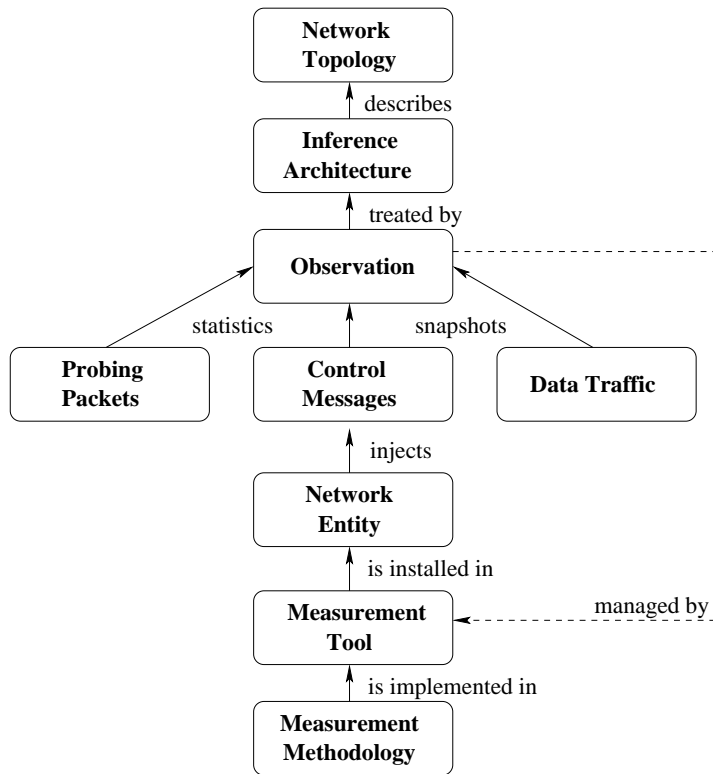 Network
Topology
describes
Inference
Architecture
treated by
Observation
statistics
snapshots
Probing
Packets
Control
Messages
Data Traffic
injects
Network
Entity
is installed in
Measurement
Tool
managed by
is implemented in
Measurement
Methodology